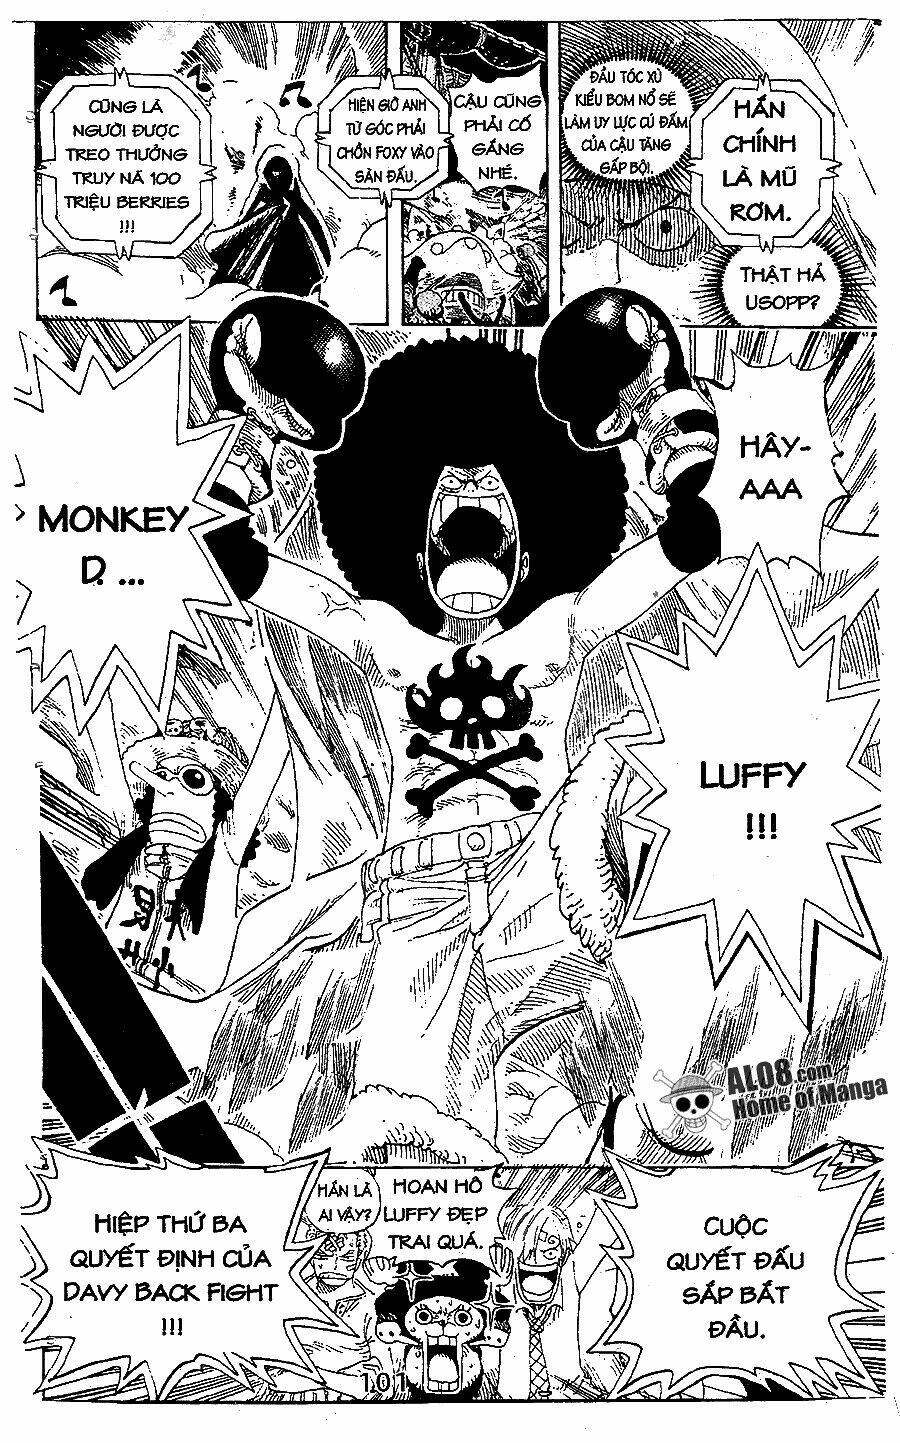 CŨNG LÀ
NGƯỜI ĐƯỢC
TREO THƯỞNG
TRUY NÃ 100
TRIỆU BERRIES
!!!
HIỆN GIỜ ANH
TỪ GÓC PHẢI
CHỒN FOXY VÀO
SÀN ĐẤU.
CẬU CŨNG
PHẢI CỐ
GẮNG
NHÉ.
ĐẦU TÓC XÙ
KIỂU BOM NỔ SẼ
LÀM UY LỰC CÚ ĐẤM
CỦA CẬU TĂNG
GẤP BỘI.
HẮN
CHÍNH
LÀ MŨ
RƠM.
THẬT HẢ
USOPP?
MONKEY
D. ...
HÂY-
AAA
LUFFY
!!!
AL08.com
Home of Manga
HIỆP THỨ BA
QUYẾT ĐỊNH CỦA
DAVY BACK FIGHT
!!!
HẮN LÀ
AI VẬY?
HOAN HÔ
LUFFY ĐẸP
TRAI QUÁ.
CUỘC
QUYẾT ĐẤU
SẮP BẮT
ĐẦU.
101